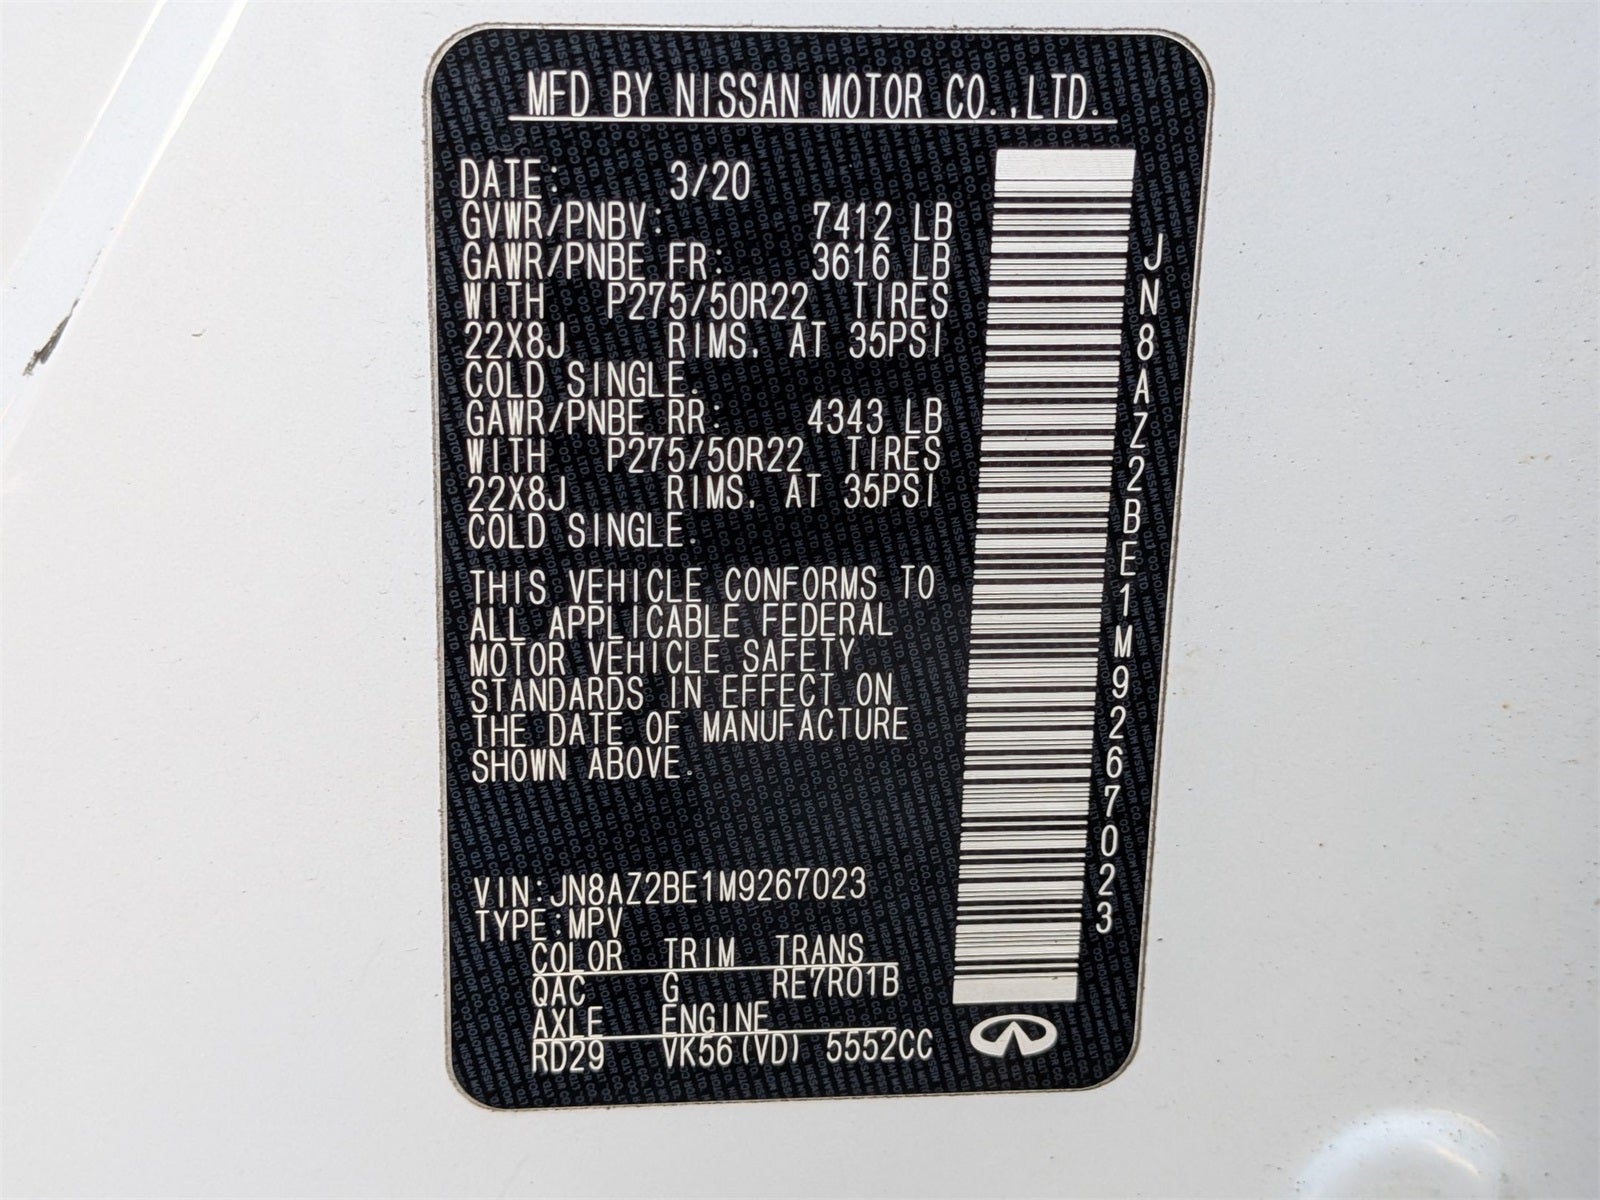 MFD BY NISSAN MOTOR CO.,LTD.
DATE: 3/20
GVWR/PNBV: 7412 LB
GAWR/PNBE FR: 3616 LB
WITH P275/50R22 TIRES
22X8J RIMS, AT 35PSI
COLD SINGLE.
GAWR/PNBE RR: 4343 LB
WITH P275/50R22 TIRES
22X8J RIMS, AT 35PSI
COLD SINGLE.
THIS VEHICLE CONFORMS TO
ALL APPLICABLE FEDERAL
MOTOR VEHICLE SAFETY
STANDARDS IN EFFECT ON
THE DATE OF MANUFACTURE
SHOWN ABOVE.
VIN:JN8AZ2BE1M9267023
TYPE:MPV
COLOR TRIM TRANS
QAC G RE7R01B
AXLE ENGINE
RD29 VK56(VD) 5552CC
JN8AZ2BE1M9267023